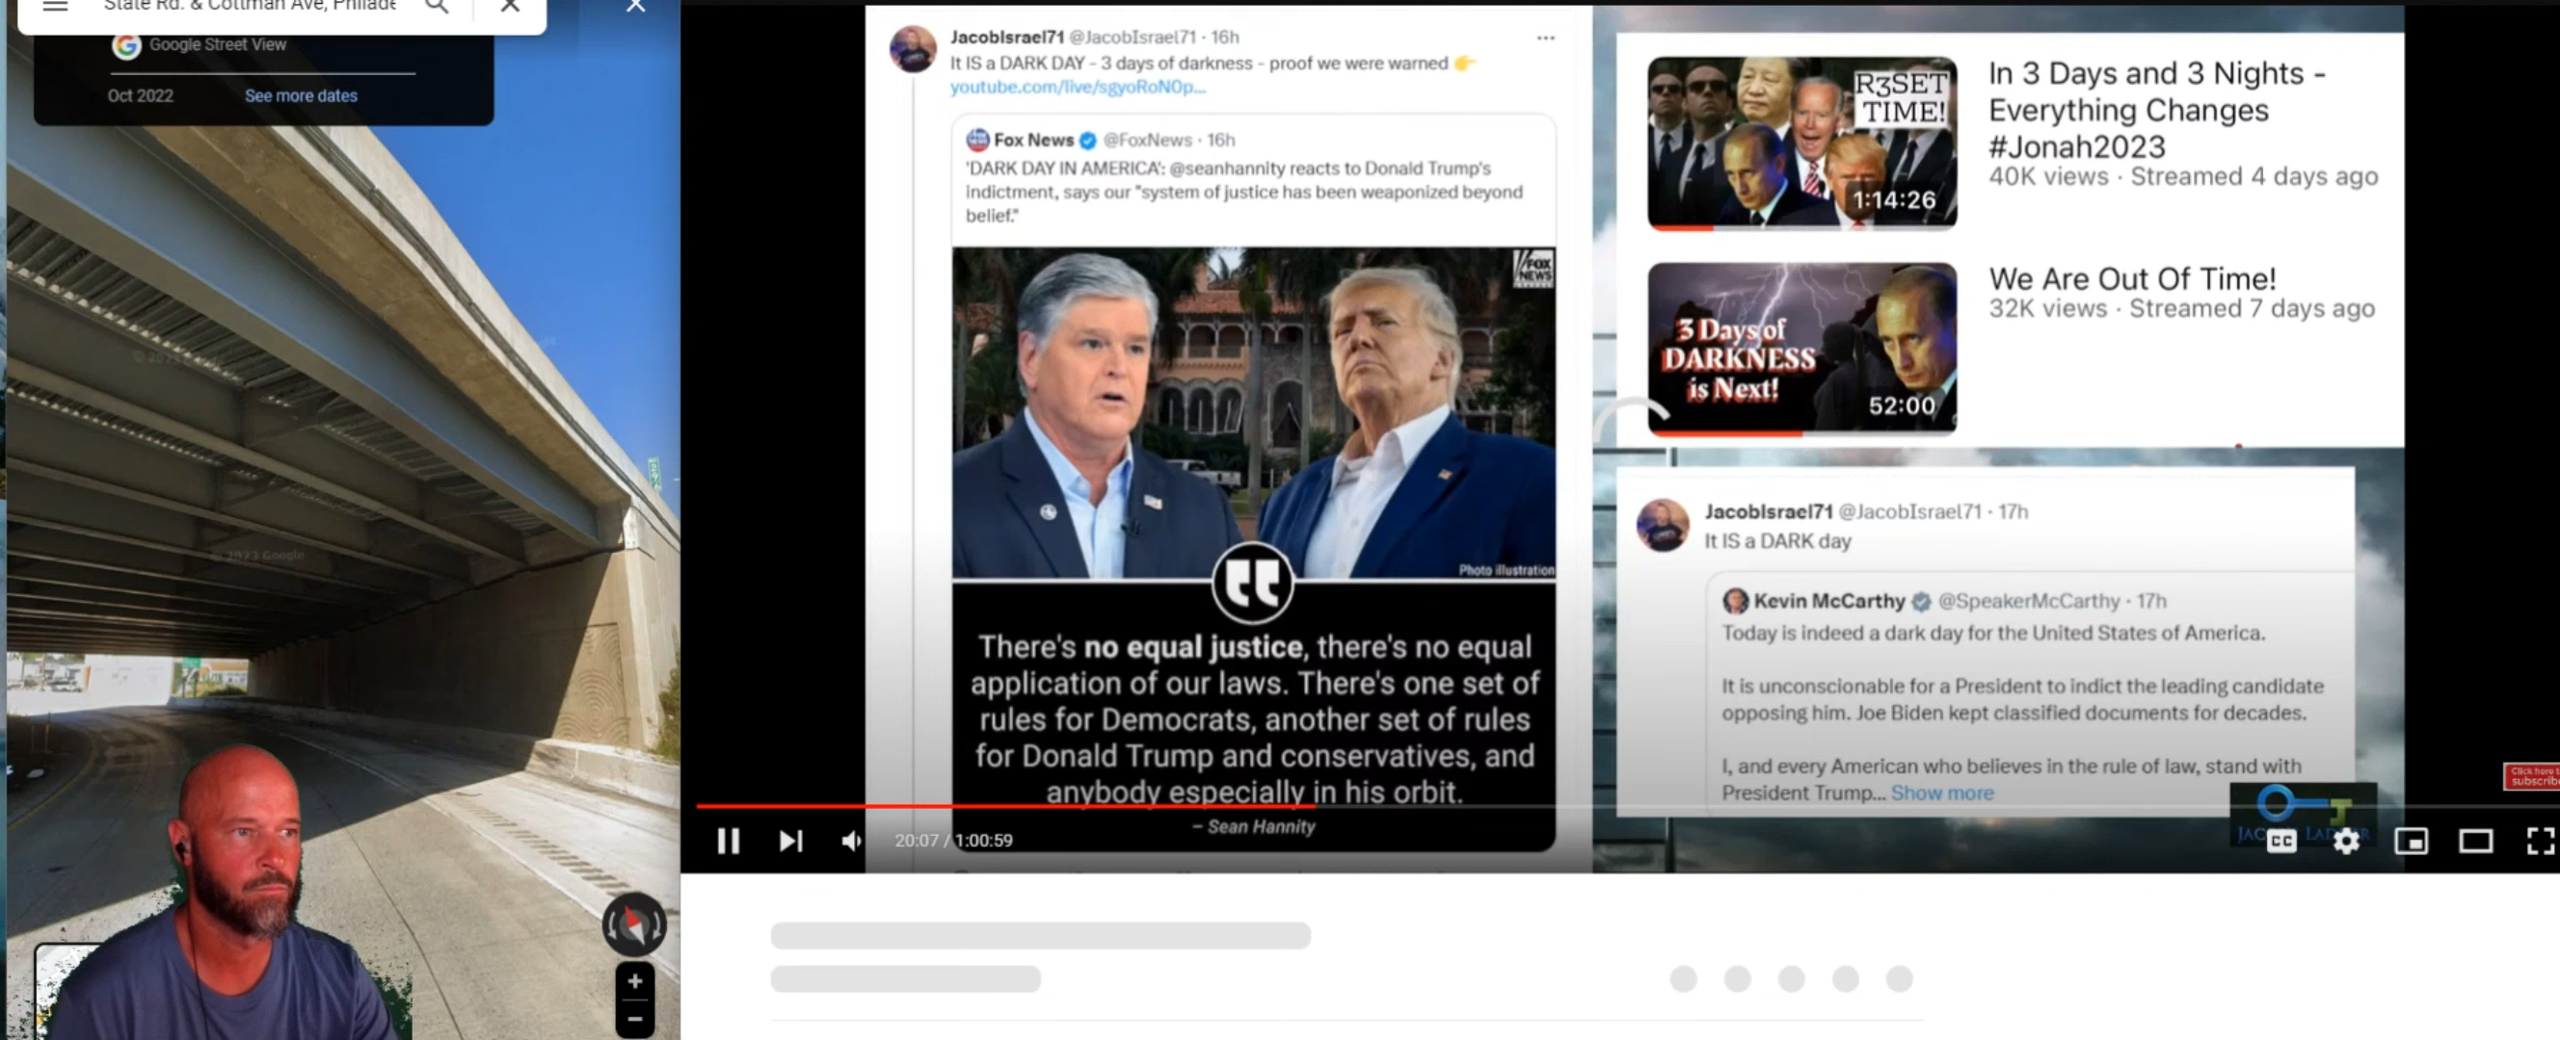 State Rd. & Cottman Ave, Philade
Google Street View
Oct 2022 See more dates
© 2023 Google
JacobIsrael71 @JacobIsrael71 · 16h
It IS a DARK DAY - 3 days of darkness - proof we were warned 👉
youtube.com/live/sgyoRoN0p...
Fox News @FoxNews · 16h
'DARK DAY IN AMERICA': @seanhannity reacts to Donald Trump's
indictment, says our "system of justice has been weaponized beyond
belief."
FOX
NEWS
Photo illustration
There's no equal justice, there's no equal
application of our laws. There's one set of
rules for Democrats, another set of rules
for Donald Trump and conservatives, and
anybody especially in his orbit.
– Sean Hannity
20:07 / 1:00:59
R3SET
TIME!
1:14:26
In 3 Days and 3 Nights -
Everything Changes
#Jonah2023
40K views · Streamed 4 days ago
3 Days of
DARKNESS
is Next!
52:00
We Are Out Of Time!
32K views · Streamed 7 days ago
JacobIsrael71 @JacobIsrael71 · 17h
It IS a DARK day
Kevin McCarthy @SpeakerMcCarthy · 17h
Today is indeed a dark day for the United States of America.
It is unconscionable for a President to indict the leading candidate
opposing him. Joe Biden kept classified documents for decades.
I, and every American who believes in the rule of law, stand with
President Trump... Show more
Click here t
subscribe
CC